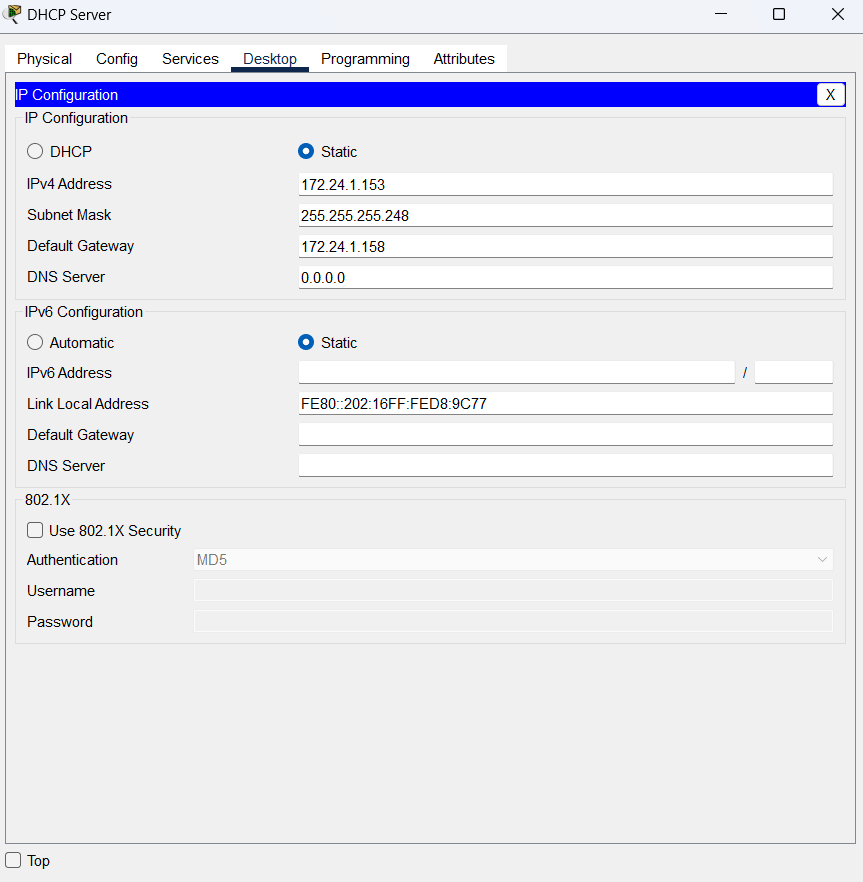 DHCP Server
Physical Config Services Desktop Programming Attributes
IP Configuration X
IP Configuration
DHCP Static
IPv4 Address 172.24.1.153
Subnet Mask 255.255.255.248
Default Gateway 172.24.1.158
DNS Server 0.0.0.0
IPv6 Configuration
Automatic Static
IPv6 Address /
Link Local Address FE80::202:16FF:FED8:9C77
Default Gateway
DNS Server
802.1X
Use 802.1X Security
Authentication MD5
Username
Password
Top